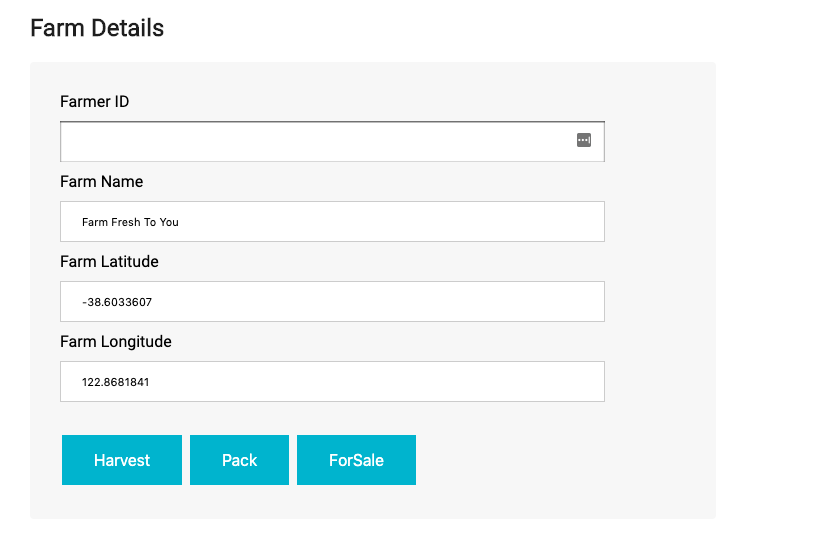 Farm Details
Farmer ID
Farm Name
Farm Fresh To You
Farm Latitude
-38.6033607
Farm Longitude
122.8681841
Harvest Pack ForSale